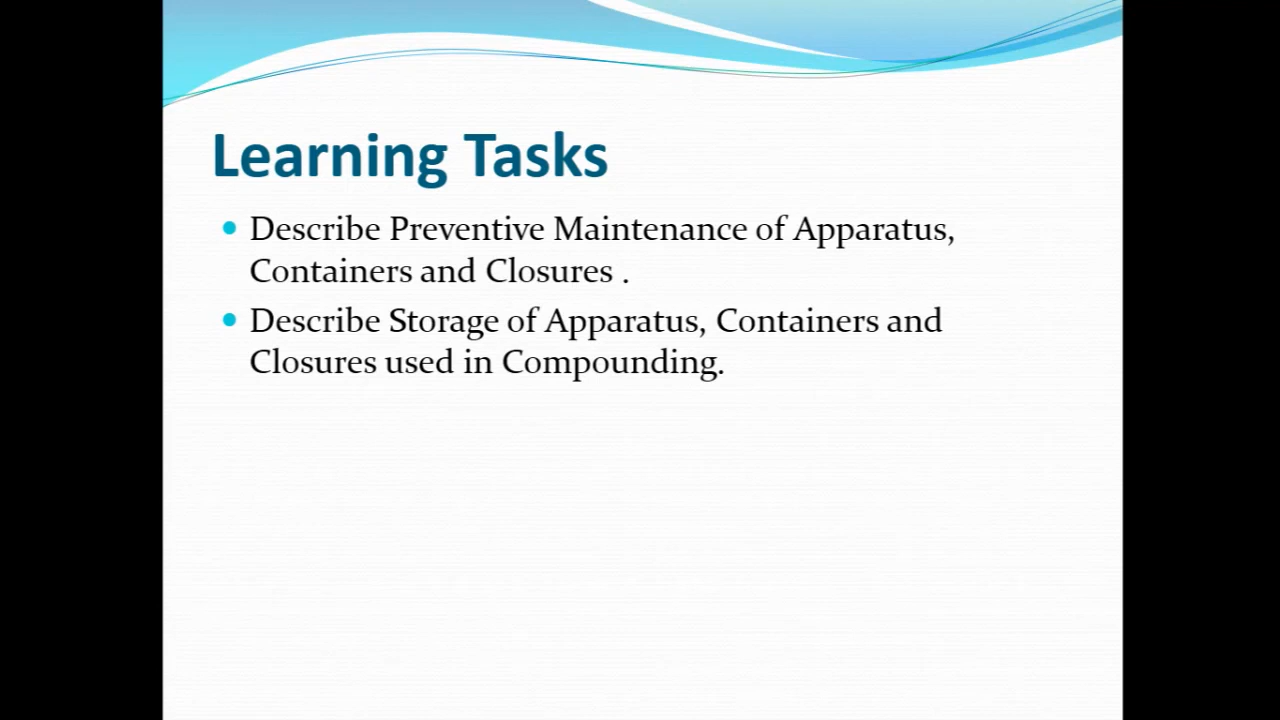 Learning Tasks
• Describe Preventive Maintenance of Apparatus,
Containers and Closures .
• Describe Storage of Apparatus, Containers and
Closures used in Compounding.